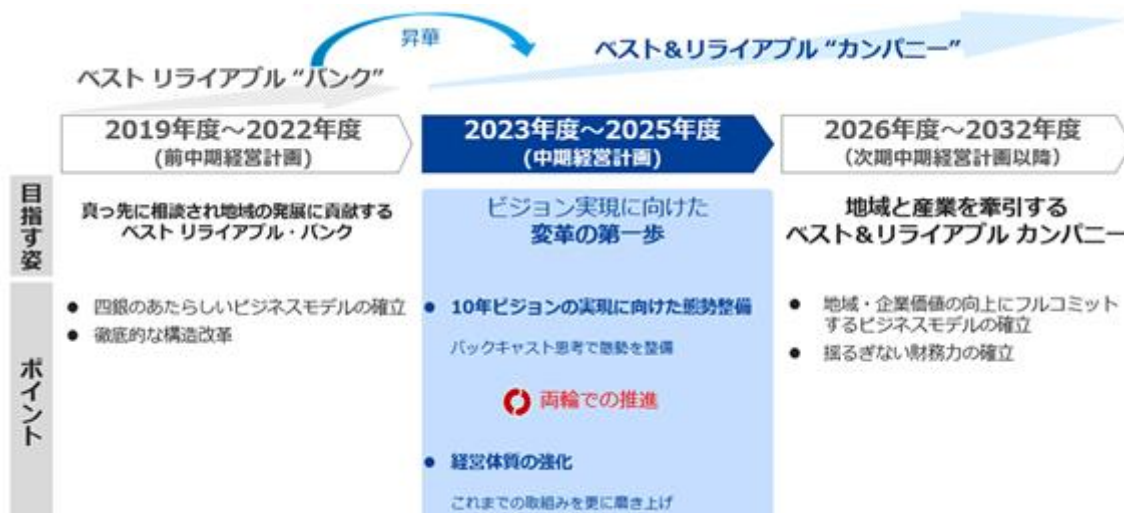 昇華
ベスト リライアブル “バンク”
ベスト＆リライアブル “カンパニー”
2019年度～2022年度
(前中期経営計画)
2023年度～2025年度
(中期経営計画)
2026年度～2032年度
（次期中期経営計画以降）
目指す姿
真っ先に相談され地域の発展に貢献する
ベスト リライアブル・バンク
ビジョン実現に向けた
変革の第一歩
地域と産業を牽引する
ベスト＆リライアブル カンパニー
ポイント
● 四銀のあたらしいビジネスモデルの確立
● 徹底的な構造改革
● 10年ビジョンの実現に向けた態勢整備
バックキャスト思考で態勢を整備
両輪での推進
● 経営体質の強化
これまでの取組みを更に磨き上げ
● 地域・企業価値の向上にフルコミット
するビジネスモデルの確立
● 揺るぎない財務力の確立